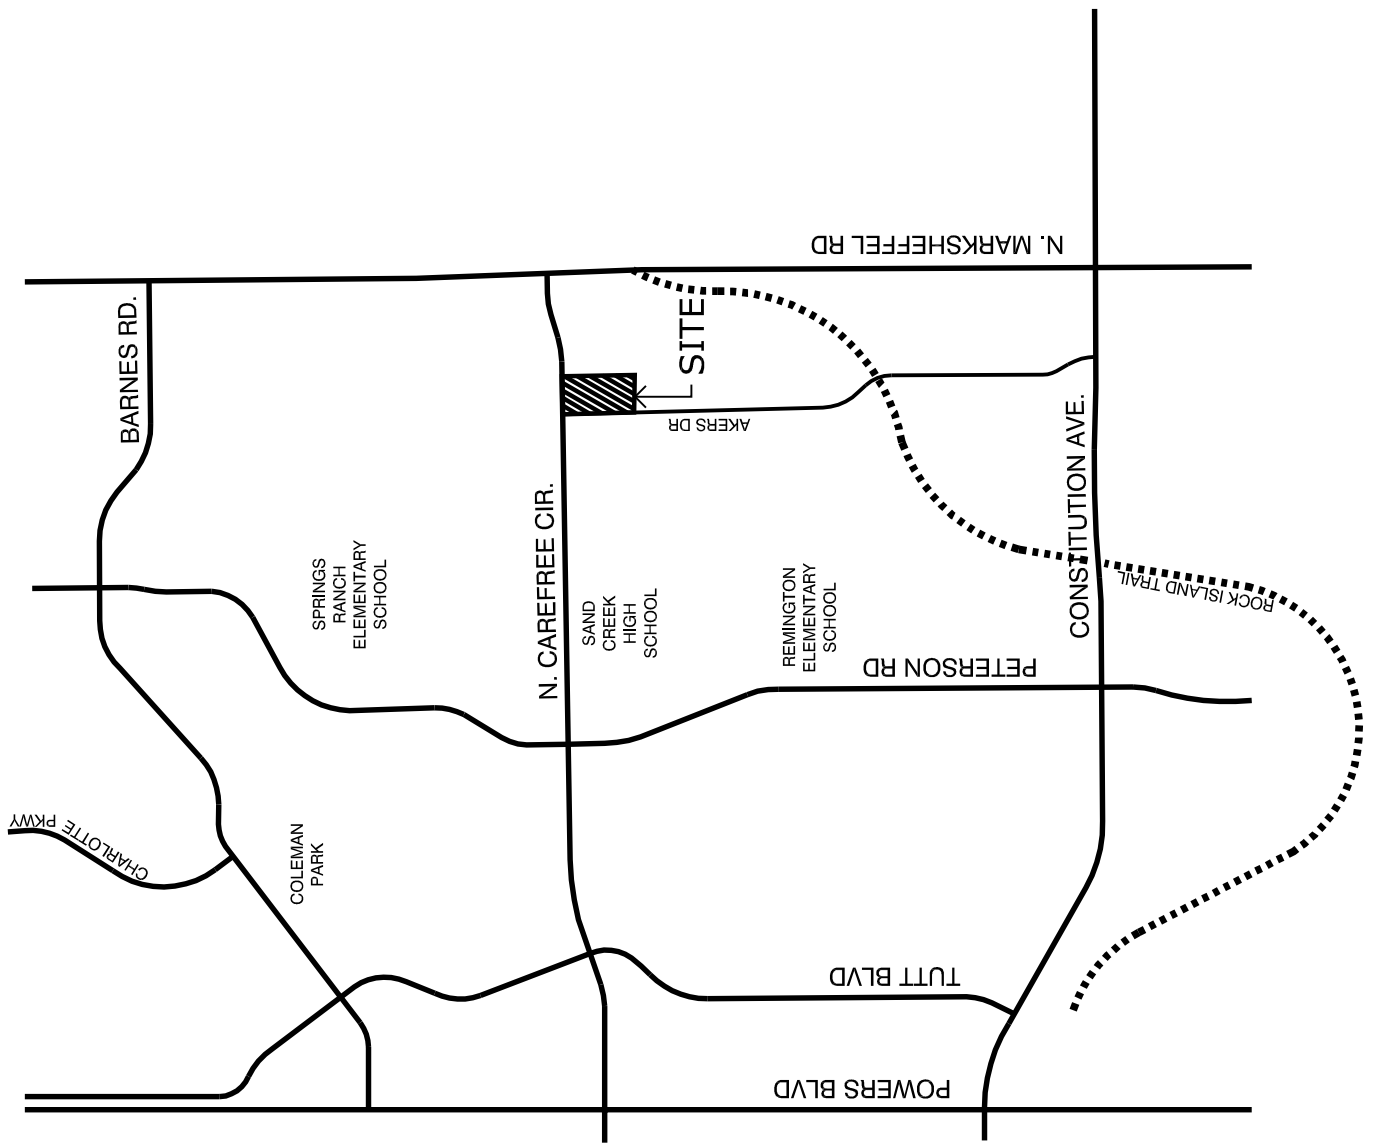 N. MARKSHEFFEL RD
BARNES RD.
SITE
AKERS DR
N. CAREFREE CIR.
CONSTITUTION AVE.
SPRINGS
RANCH
ELEMENTARY
SCHOOL
SAND
CREEK
HIGH
SCHOOL
REMINGTON
ELEMENTARY
SCHOOL
ROCK ISLAND TRAIL
PETERSON RD
CHARLOTTE PKWY
COLEMAN
PARK
TUTT BLVD
POWERS BLVD